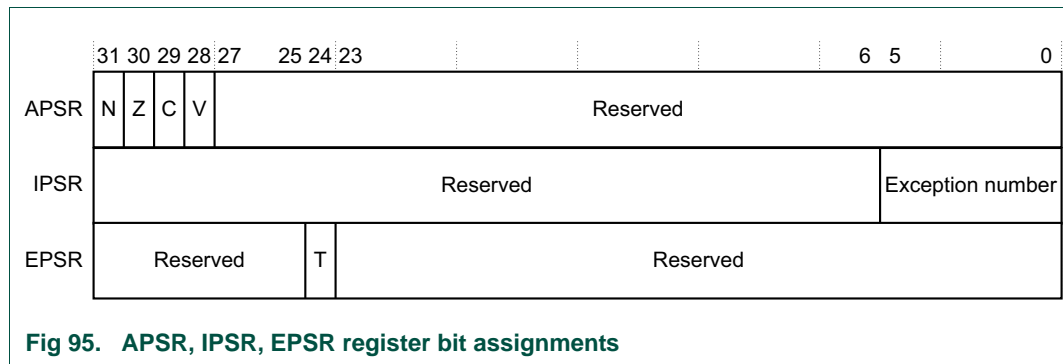 31 30 29 28 27 25 24 23 6 5 0
APSR N Z C V Reserved
IPSR Reserved Exception number
EPSR Reserved T Reserved
Fig 95. APSR, IPSR, EPSR register bit assignments